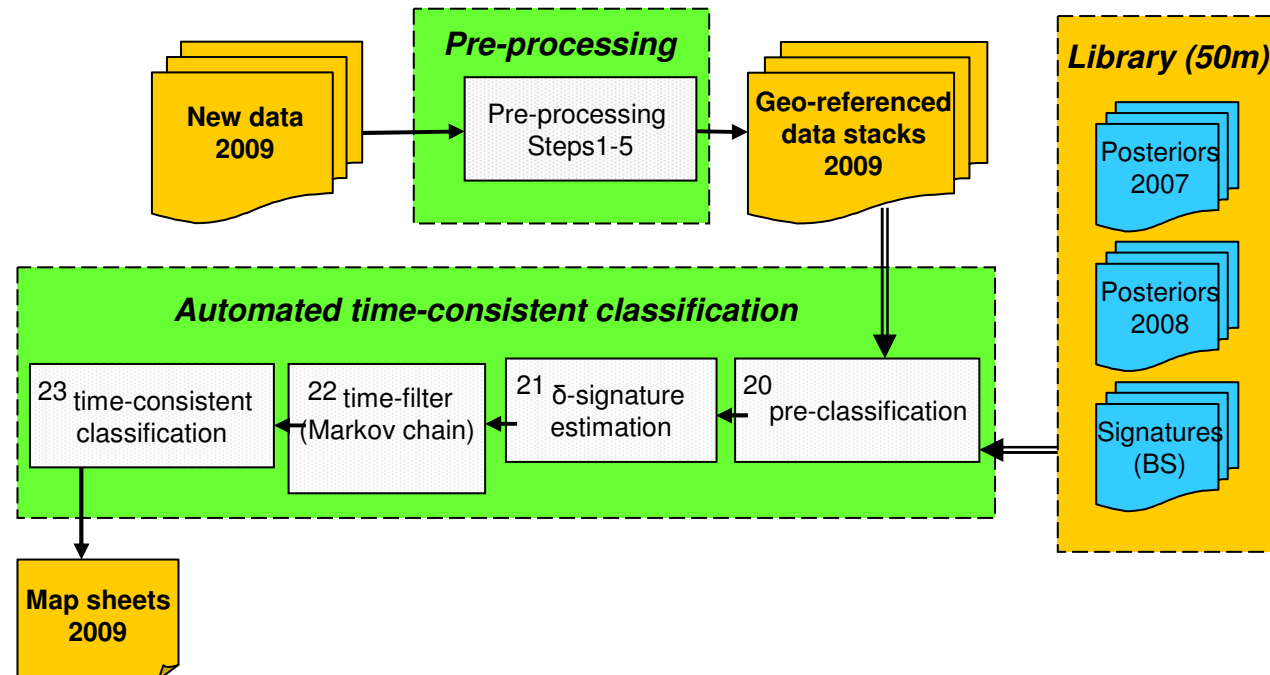 Pre-processing
New data
2009
Pre-processing
Steps1-5
Geo-referenced
data stacks
2009
Library (50m)
Posteriors
2007
Posteriors
2008
Signatures
(BS)
Automated time-consistent classification
20 pre-classification
21 δ-signature
estimation
22 time-filter
(Markov chain)
23 time-consistent
classification
Map sheets
2009